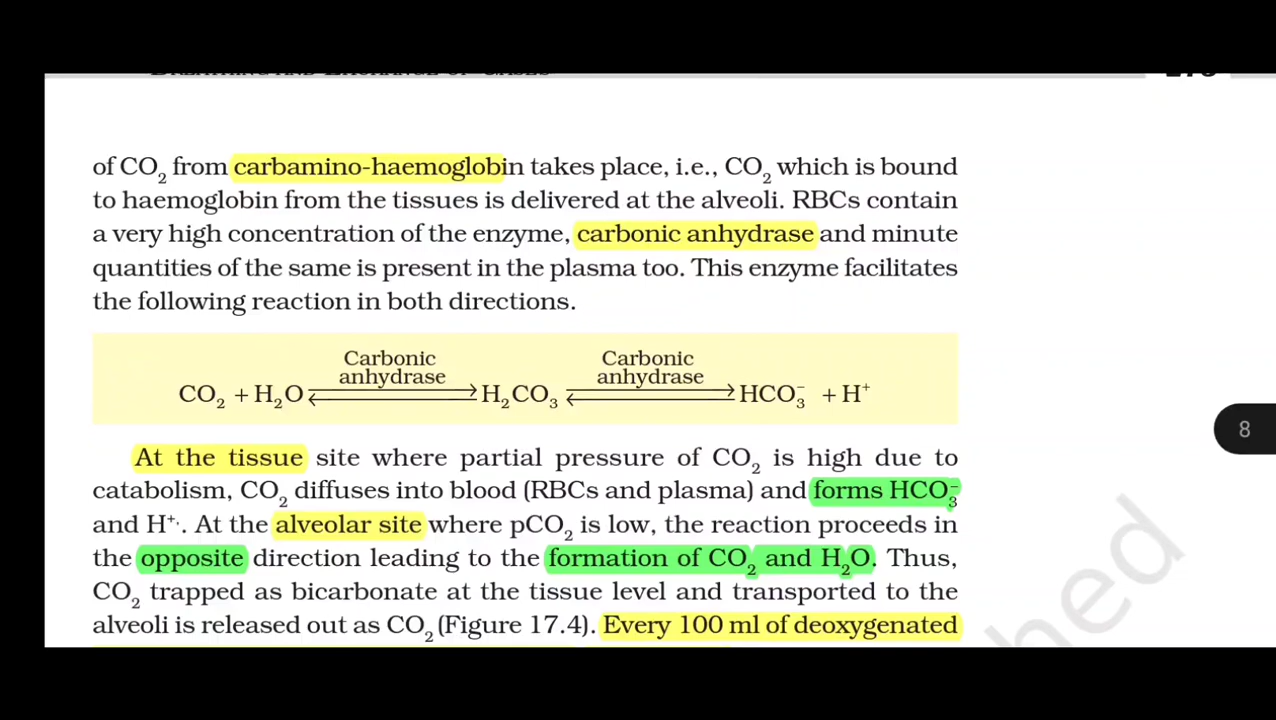 of CO₂ from carbamino-haemoglobin takes place, i.e., CO₂ which is bound
to haemoglobin from the tissues is delivered at the alveoli. RBCs contain
a very high concentration of the enzyme, carbonic anhydrase and minute
quantities of the same is present in the plasma too. This enzyme facilitates
the following reaction in both directions.
Carbonic anhydrase Carbonic anhydrase
CO₂ + H₂O ⇌ H₂CO₃ ⇌ HCO₃⁻ + H⁺
At the tissue site where partial pressure of CO₂ is high due to
catabolism, CO₂ diffuses into blood (RBCs and plasma) and forms HCO₃⁻
and H⁺. At the alveolar site where pCO₂ is low, the reaction proceeds in
the opposite direction leading to the formation of CO₂ and H₂O. Thus,
CO₂ trapped as bicarbonate at the tissue level and transported to the
alveoli is released out as CO₂ (Figure 17.4). Every 100 ml of deoxygenated
8